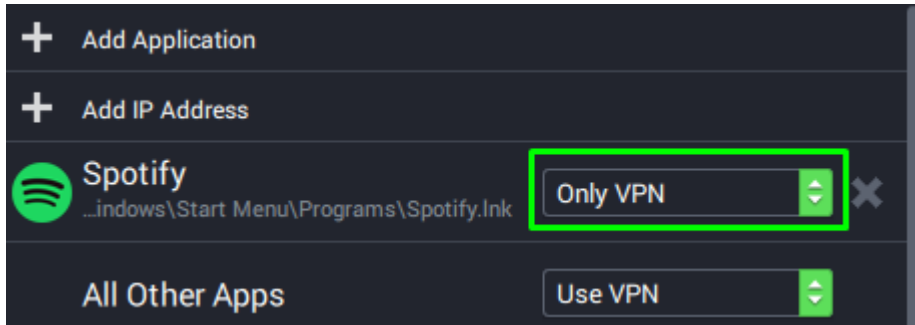 Add Application
Add IP Address
Spotify
...indows\Start Menu\Programs\Spotify.lnk
Only VPN
All Other Apps
Use VPN